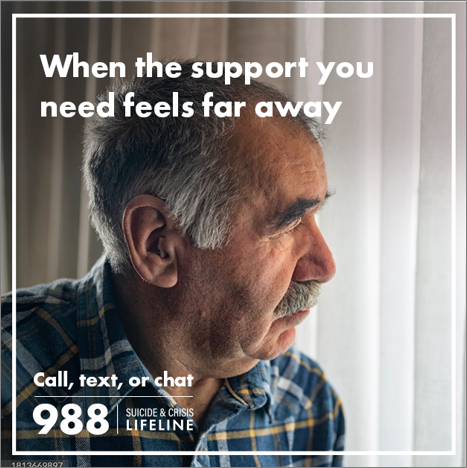 When the support you
need feels far away
Call, text, or chat
988 SUICIDE & CRISIS
LIFELINE
1813669897